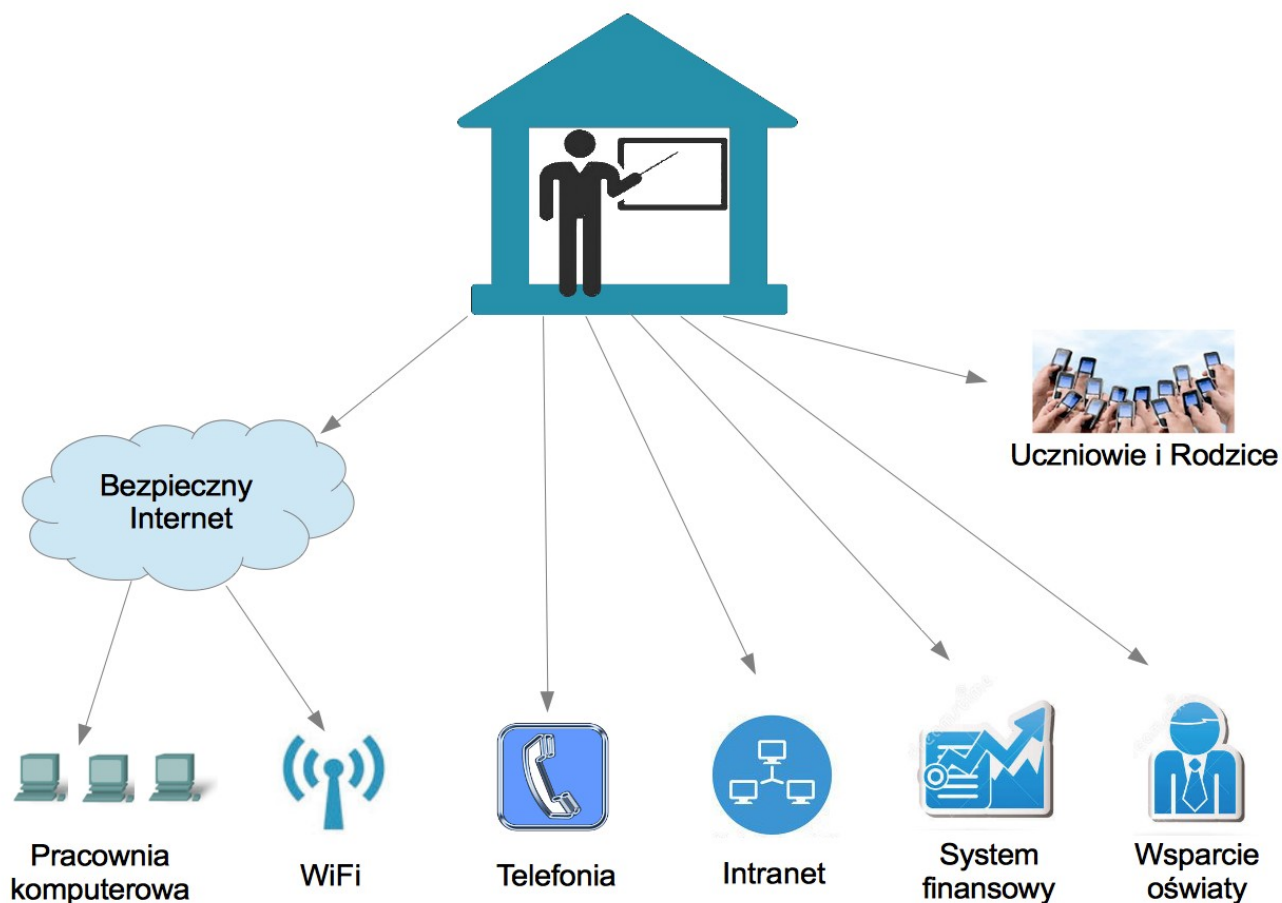 Uczniowie i Rodzice
Bezpieczny
Internet
Pracownia
komputerowa
WiFi
Telefonia
Intranet
System
finansowy
Wsparcie
oświaty